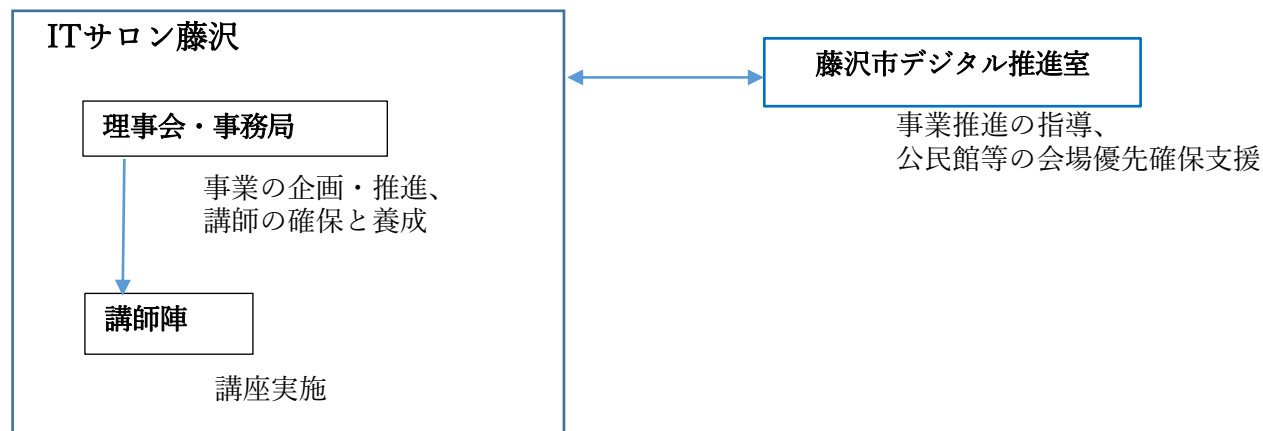 ITサロン藤沢
理事会・事務局
事業の企画・推進、
講師の確保と養成
講師陣
講座実施
藤沢市デジタル推進室
事業推進の指導、
公民館等の会場優先確保支援